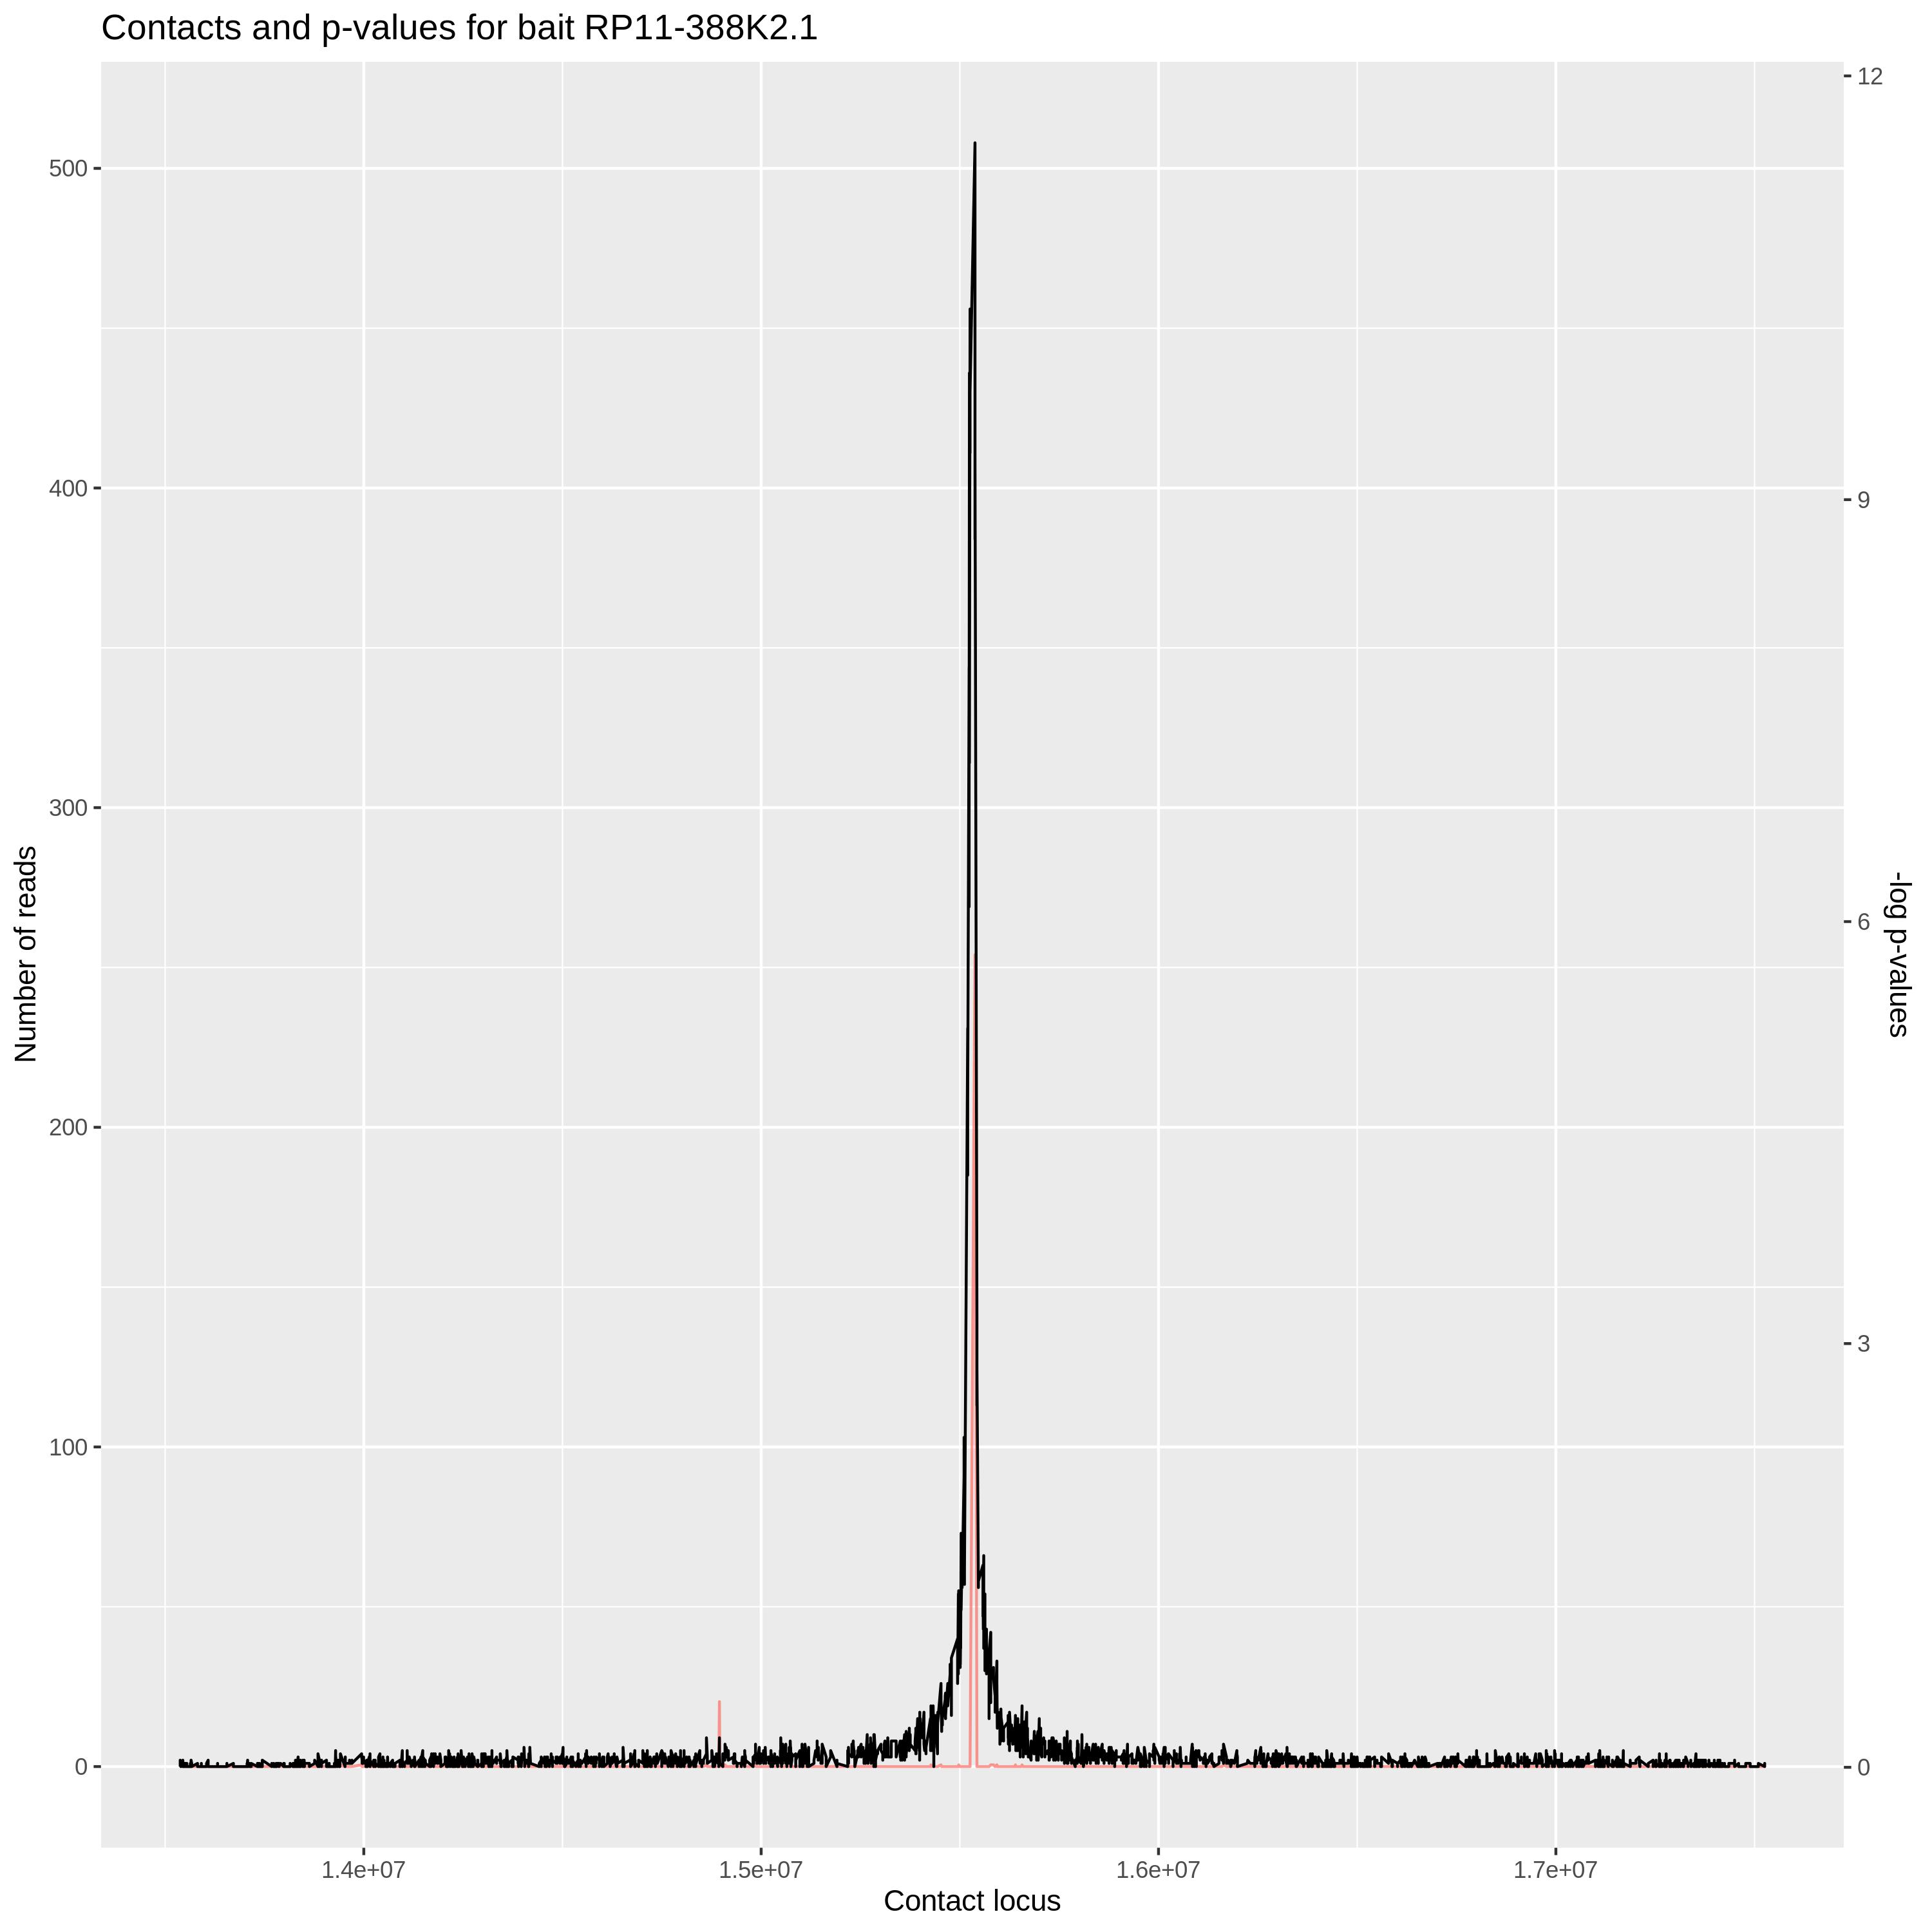 Contacts and p-values for bait RP11-388K2.1
12
500
400
9
300
6
Number of reads
-log p-values
200
3
100
0
0
1.4e+07 1.5e+07 1.6e+07 1.7e+07
Contact locus